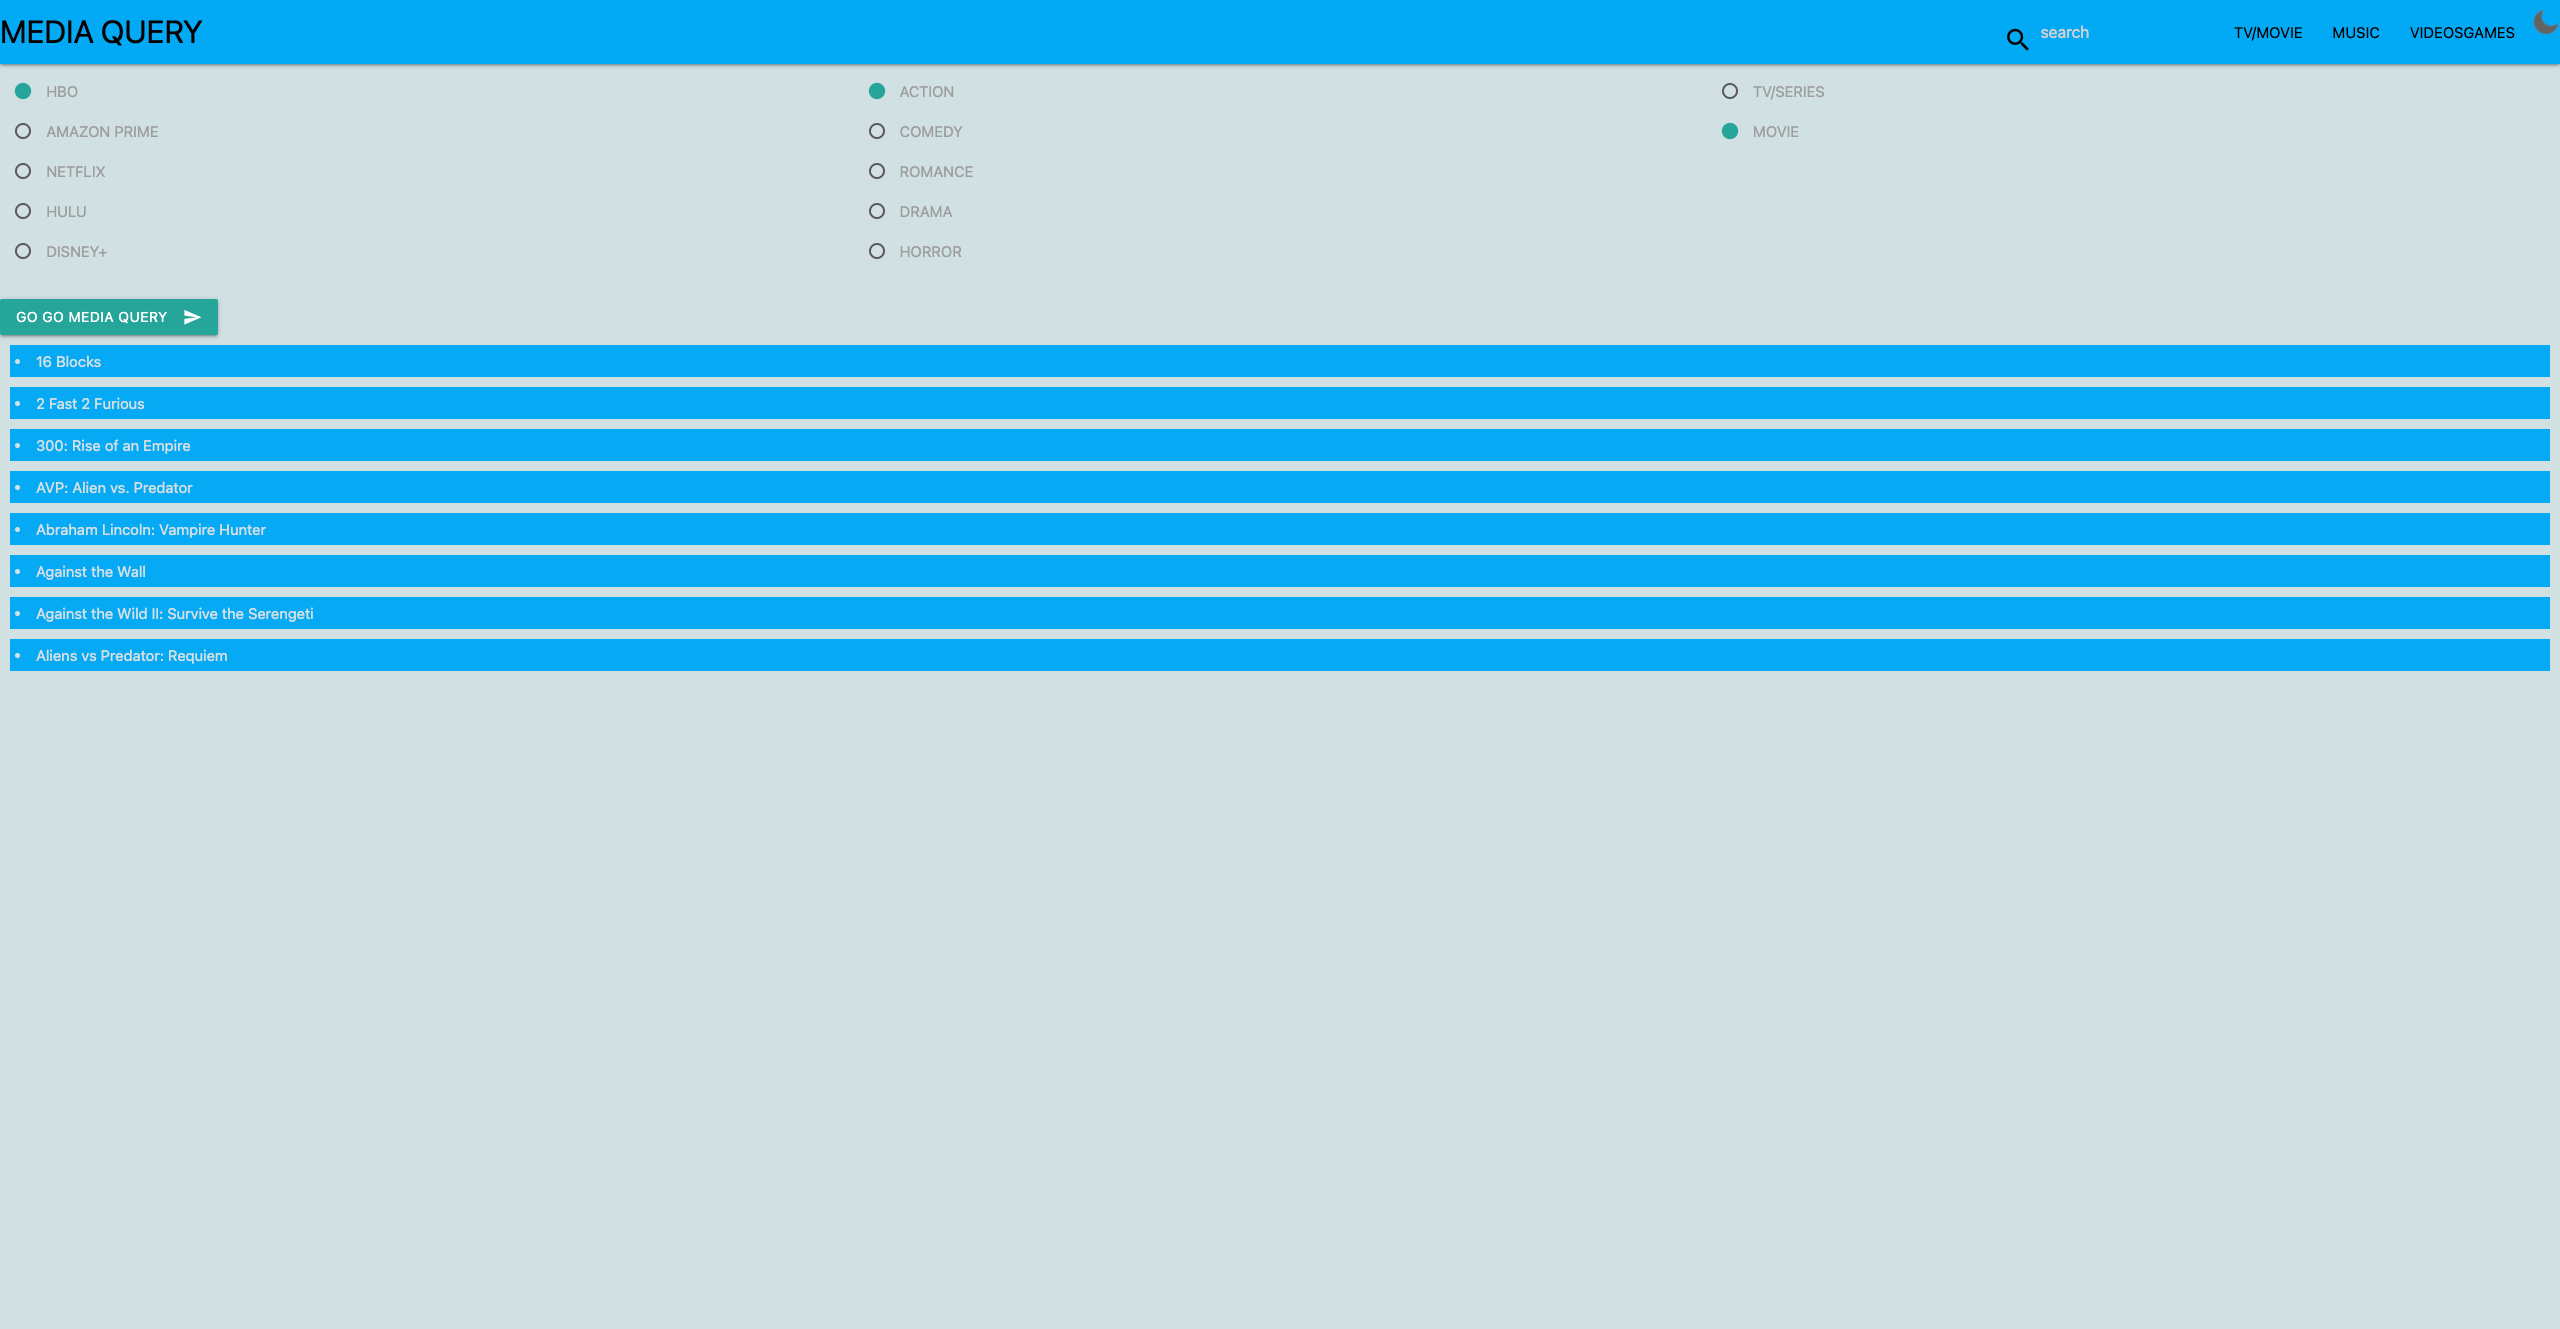 MEDIA QUERY
search
TV/MOVIE MUSIC VIDEOSGAMES
HBO
AMAZON PRIME
NETFLIX
HULU
DISNEY+
ACTION
COMEDY
ROMANCE
DRAMA
HORROR
TV/SERIES
MOVIE
GO GO MEDIA QUERY
• 16 Blocks
• 2 Fast 2 Furious
• 300: Rise of an Empire
• AVP: Alien vs. Predator
• Abraham Lincoln: Vampire Hunter
• Against the Wall
• Against the Wild II: Survive the Serengeti
• Aliens vs Predator: Requiem